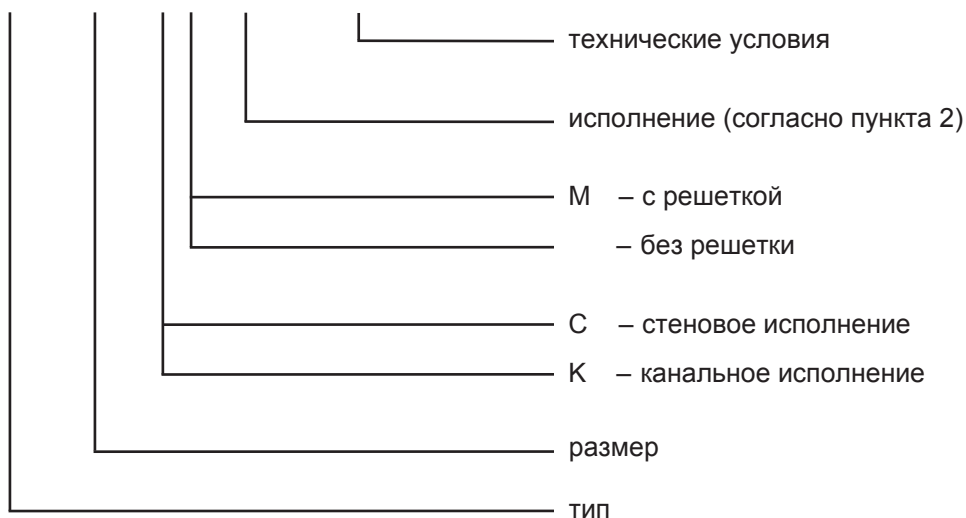 технические условия
исполнение (согласно пункта 2)
М – с решеткой
– без решетки
С – стеновое исполнение
К – канальное исполнение
размер
тип